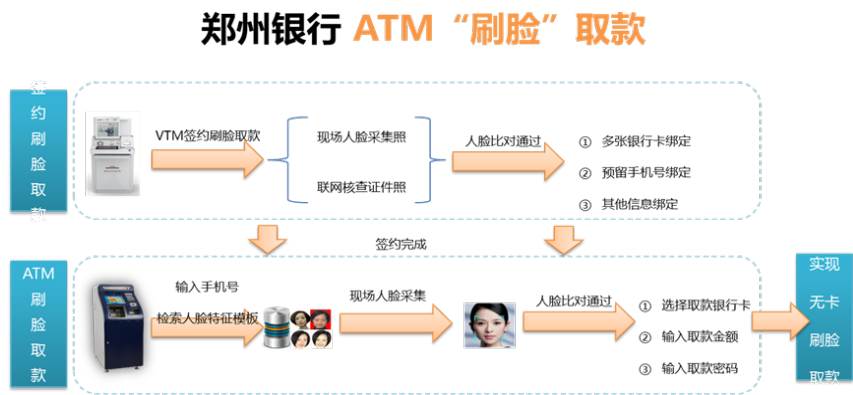 郑州银行 ATM“刷脸”取款
签约刷脸取款
VTM签约刷脸取款
现场人脸采集照
联网核查证件照
人脸比对通过
① 多张银行卡绑定
② 预留手机号绑定
③ 其他信息绑定
签约完成
ATM刷脸取款
输入手机号
检索人脸特征模板
现场人脸采集
人脸比对通过
① 选择取款银行卡
② 输入取款金额
③ 输入取款密码
实现
无卡
刷脸
取款